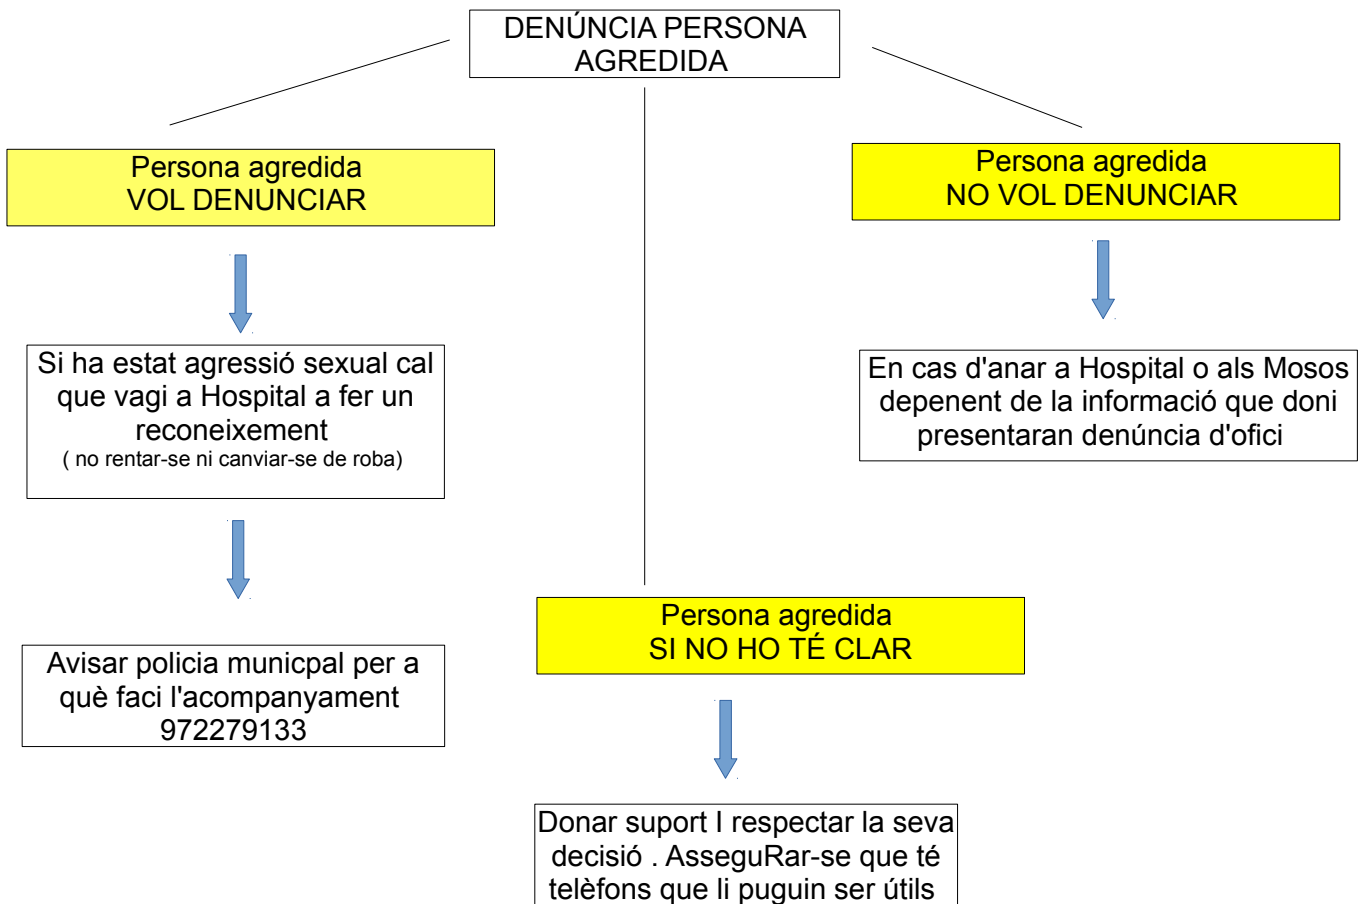 DENÚNCIA PERSONA
AGREDIDA
Persona agredida
VOL DENUNCIAR
Si ha estat agressió sexual cal
que vagi a Hospital a fer un
reconeixement
( no rentar-se ni canviar-se de roba)
Avisar policia municpal per a
què faci l'acompanyament
972279133
Persona agredida
SI NO HO TÉ CLAR
Donar suport I respectar la seva
decisió . AsseguRar-se que té
telèfons que li puguin ser útils
Persona agredida
NO VOL DENUNCIAR
En cas d'anar a Hospital o als Mosos
depenent de la informació que doni
presentaran denúncia d'ofici